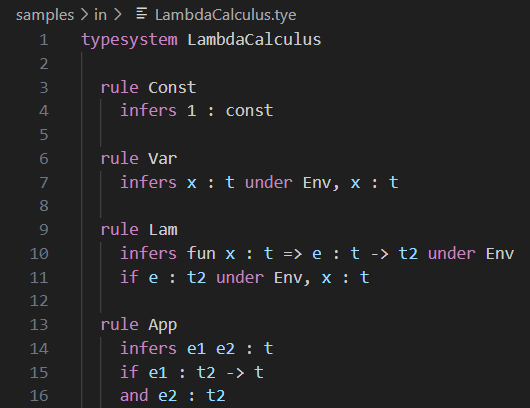 samples > in > LambdaCalculus.tye
1 typesystem LambdaCalculus
2
3 rule Const
4 infers 1 : const
5
6 rule Var
7 infers x : t under Env, x : t
8
9 rule Lam
10 infers fun x : t => e : t -> t2 under Env
11 if e : t2 under Env, x : t
12
13 rule App
14 infers e1 e2 : t
15 if e1 : t2 -> t
16 and e2 : t2